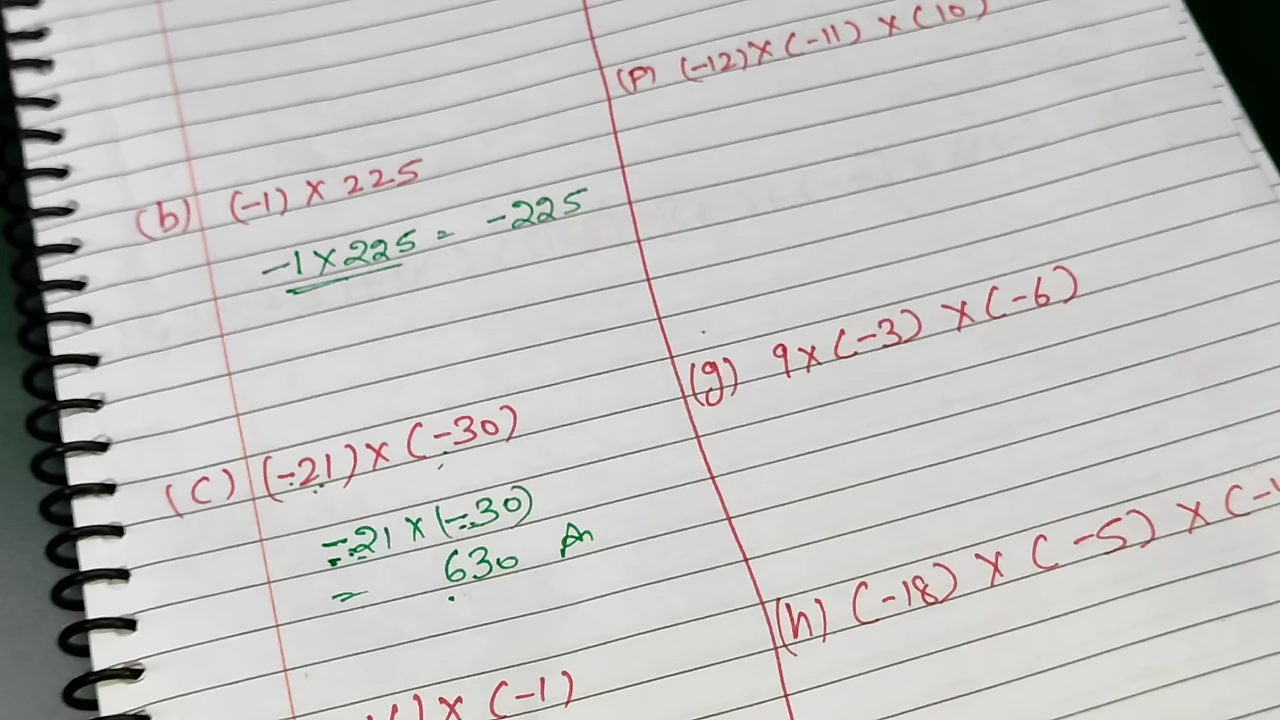 (b) (-1) × 225
-1 × 225 = -225
(C) (-21) × (-30)
-21 × (-30)
= 630 An
) × (-1)
(f) (-12) × (-11) × (10)
(g) 9 × (-3) × (-6)
(h) (-18) × (-5) × (-